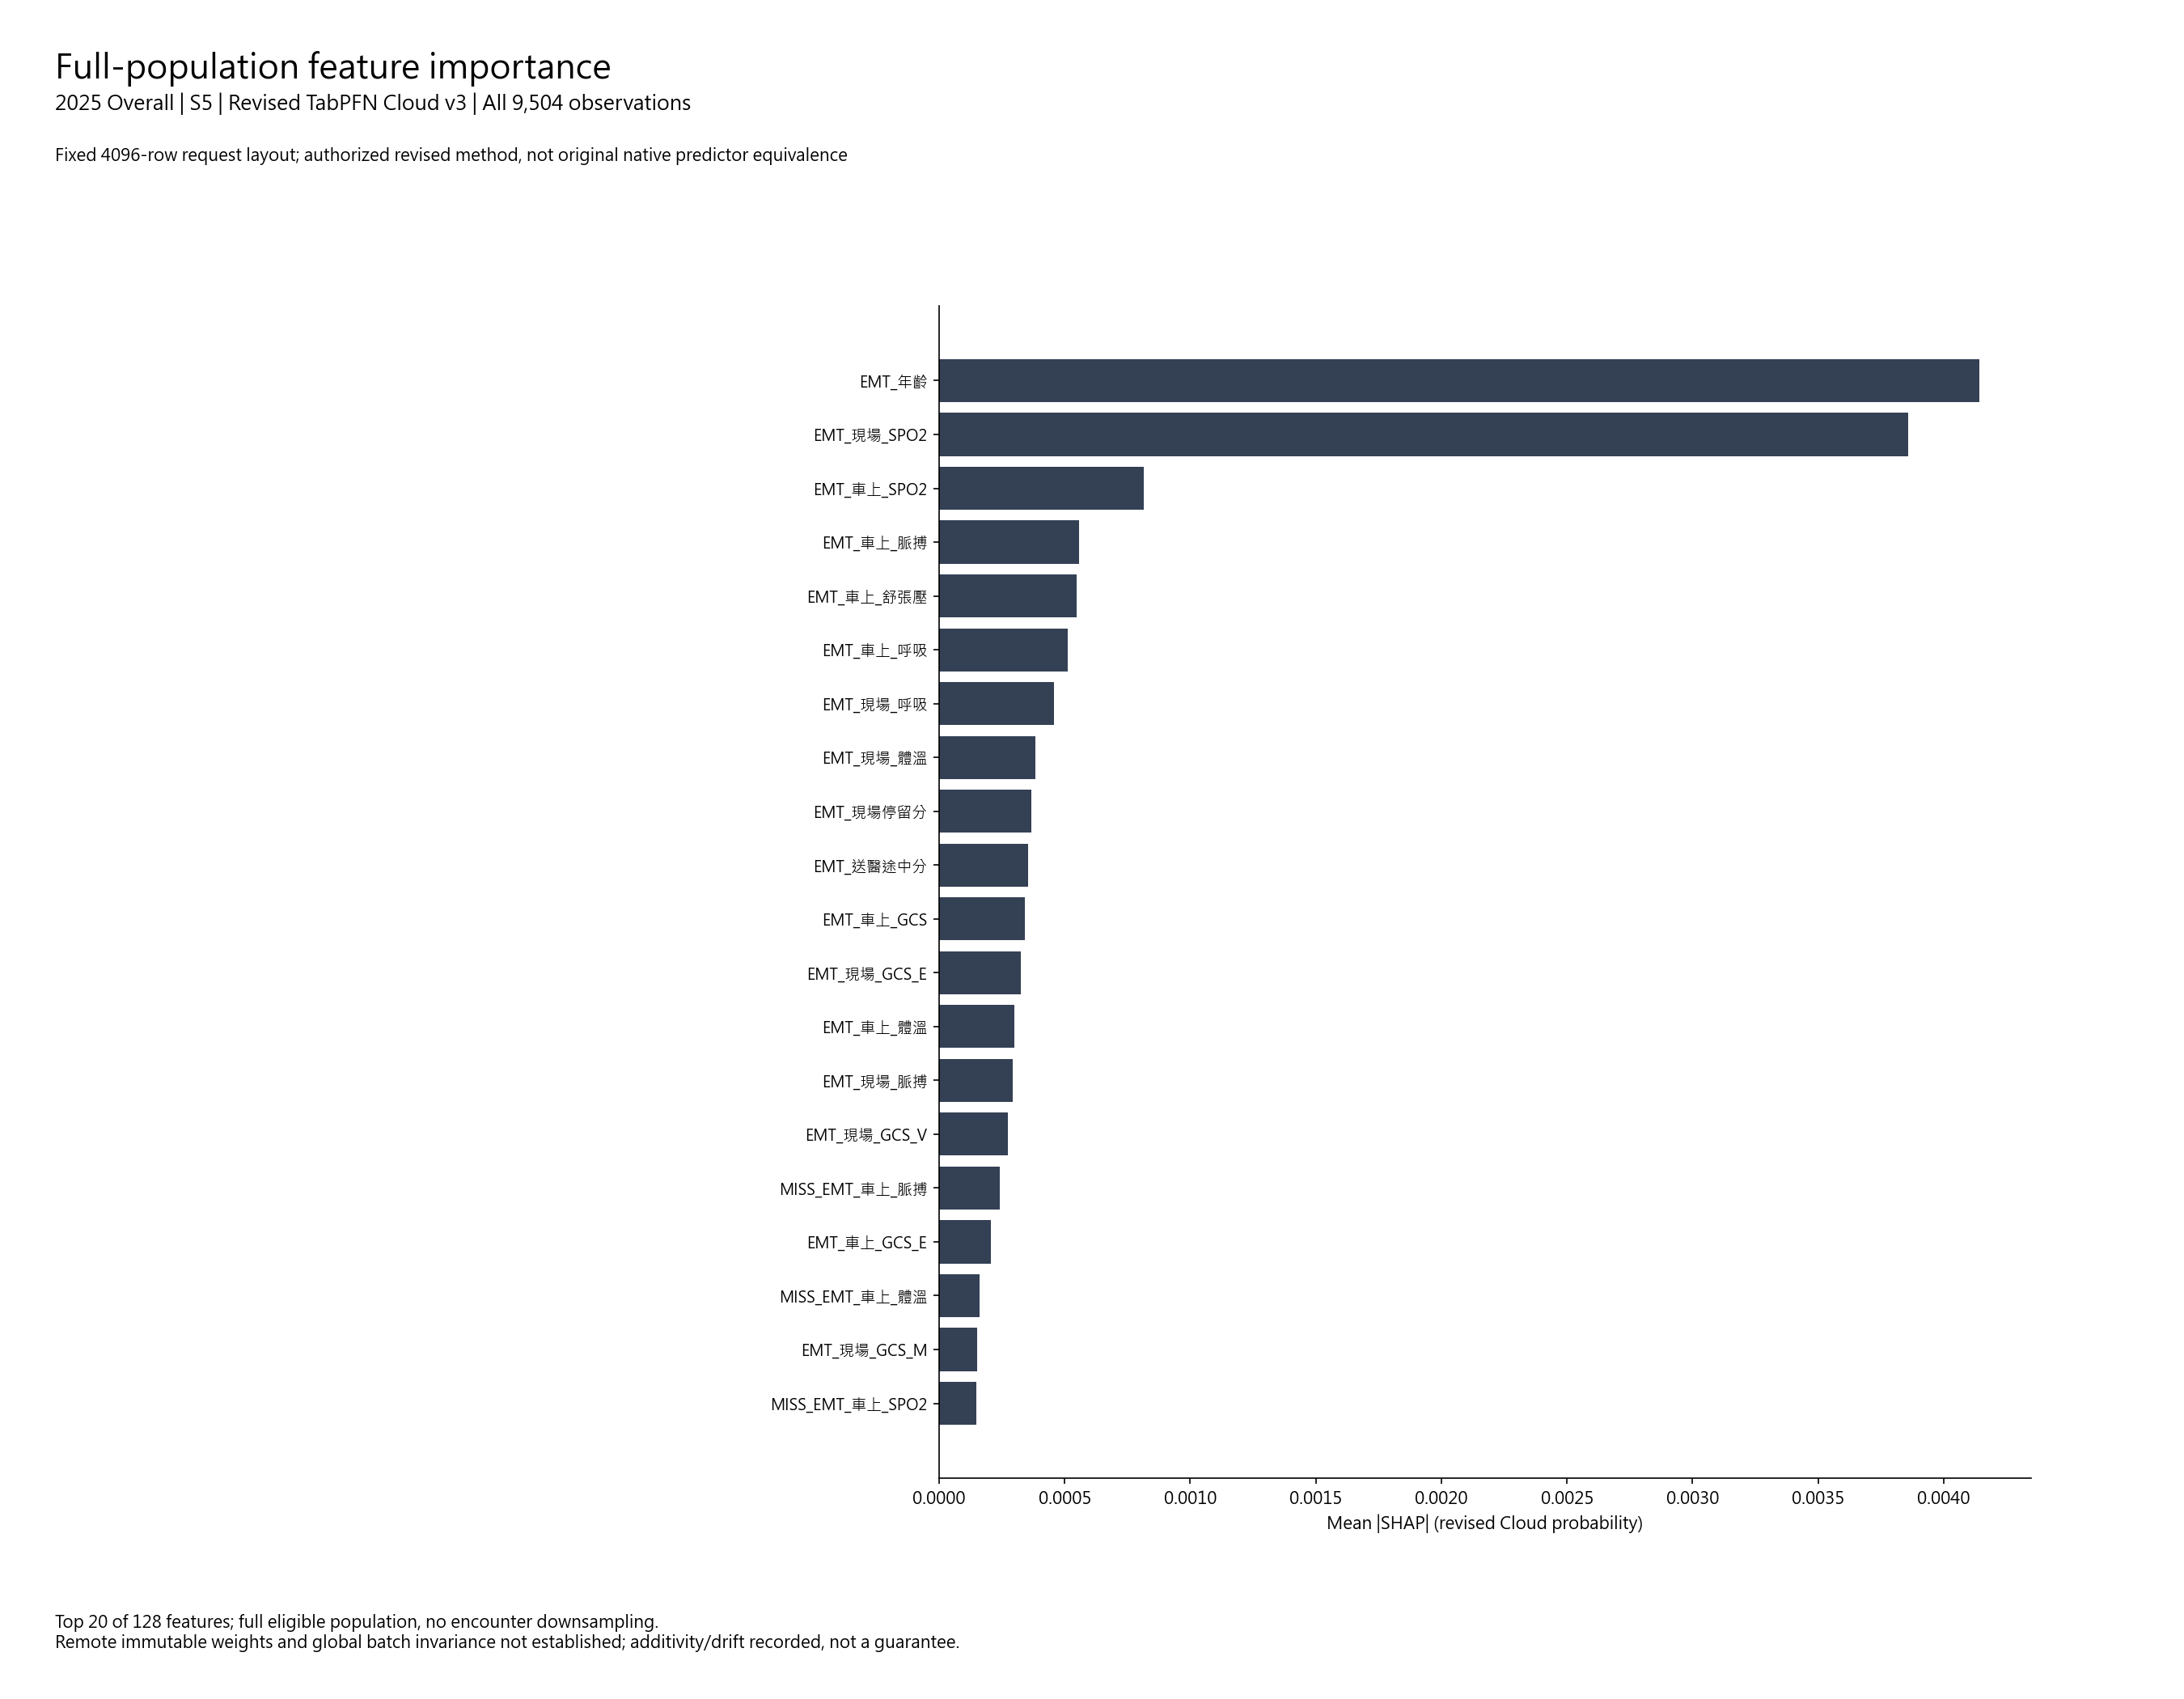 Full-population feature importance
2025 Overall | S5 | Revised TabPFN Cloud v3 | All 9,504 observations
Fixed 4096-row request layout; authorized revised method, not original native predictor equivalence
EMT_年齡
EMT_現場_SPO2
EMT_車上_SPO2
EMT_車上_脈搏
EMT_車上_舒張壓
EMT_車上_呼吸
EMT_現場_呼吸
EMT_現場_體溫
EMT_現場停留分
EMT_送醫途中分
EMT_車上_GCS
EMT_現場_GCS_E
EMT_車上_體溫
EMT_現場_脈搏
EMT_現場_GCS_V
MISS_EMT_車上_脈搏
EMT_車上_GCS_E
MISS_EMT_車上_體溫
EMT_現場_GCS_M
MISS_EMT_車上_SPO2
0.0000 0.0005 0.0010 0.0015 0.0020 0.0025 0.0030 0.0035 0.0040
Mean |SHAP| (revised Cloud probability)
Top 20 of 128 features; full eligible population, no encounter downsampling.
Remote immutable weights and global batch invariance not established; additivity/drift recorded, not a guarantee.